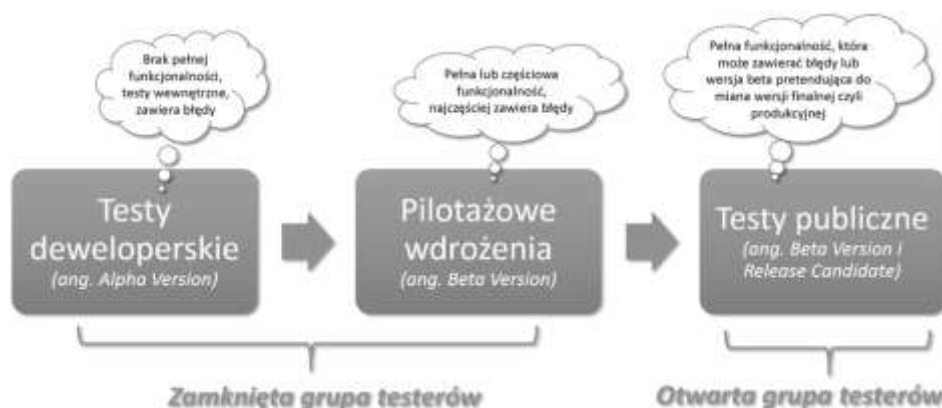 Brak pełnej
funkcjonalności,
testy wewnętrzne,
zawiera błędy
Pełna lub częściowa
funkcjonalność,
najczęściej zawiera błędy
Pełna funkcjonalność, która
może zawierać błędy lub
wersja beta pretendująca do
miana wersji finalnej czyli
produkcyjnej
Testy
deweloperskie
(ang. Alpha Version)
Pilotażowe
wdrożenia
(ang. Beta Version)
Testy publiczne
(ang. Beta Version i
Release Candidate)
Zamknięta grupa testerów
Otwarta grupa testerów